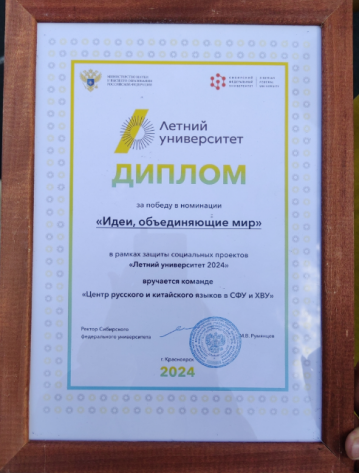 Летний
университет
ДИПЛОМ
за победу в номинации
«Идеи, объединяющие мир»
в рамках защиты социальных проектов
«Летний университет 2024»
вручается команде
«Центр русского и китайского языков в СФУ и ХВУ»
Ректор Сибирского
федерального университета
М.В. Румянцев
г. Красноярск
2024